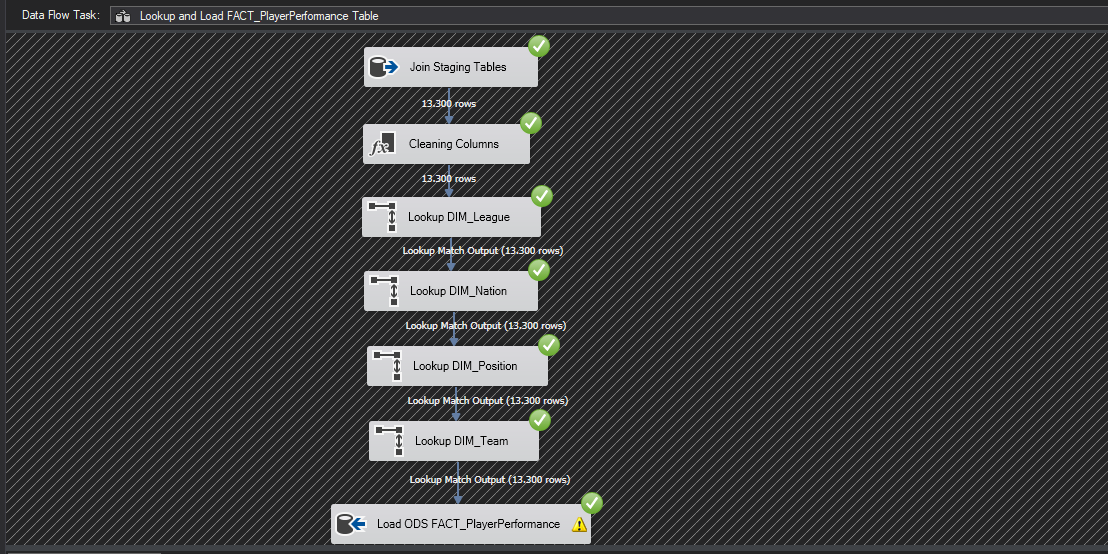 Data Flow Task: Lookup and Load FACT_PlayerPerformance Table
Join Staging Tables
13.300 rows
fx Cleaning Columns
13.300 rows
Lookup DIM_League
Lookup Match Output (13.300 rows)
Lookup DIM_Nation
Lookup Match Output (13.300 rows)
Lookup DIM_Position
Lookup Match Output (13.300 rows)
Lookup DIM_Team
Lookup Match Output (13.300 rows)
Load ODS FACT_PlayerPerformance